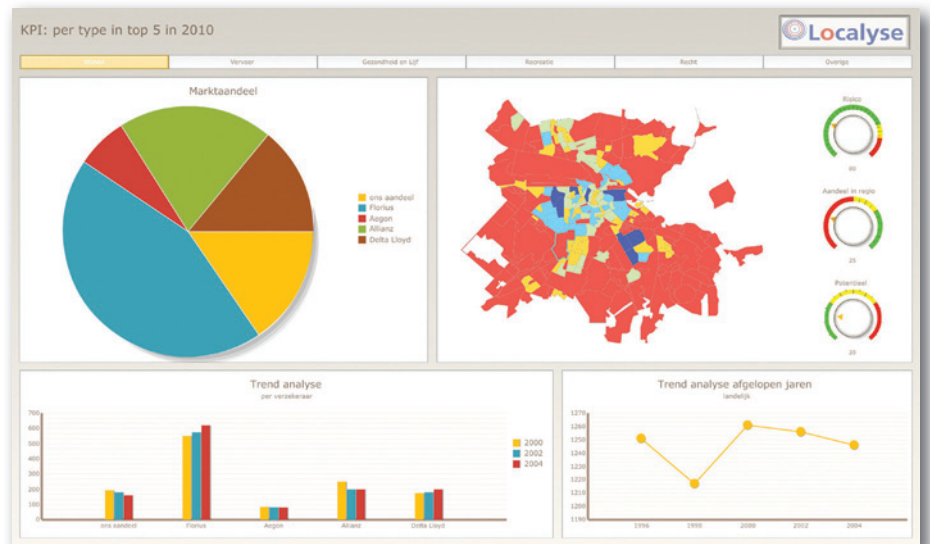 KPI: per type in top 5 in 2010
Localyse
Vervoer
Gezondheid en Lijf
Recreatie
Recht
Overige
Marktaandeel
ons aandeel
Florius
Aegon
Allianz
Delta Lloyd
Risico
60
Aandeel in regio
25
Potentieel
20
Trend analyse
per verzekeraar
700
600
500
400
300
200
100
0
ons aandeel
Florius
Aegon
Allianz
Delta Lloyd
2000
2002
2004
Trend analyse afgelopen jaren
landelijk
1270
1260
1250
1240
1230
1220
1210
1200
1190
1996
1998
2000
2002
2004